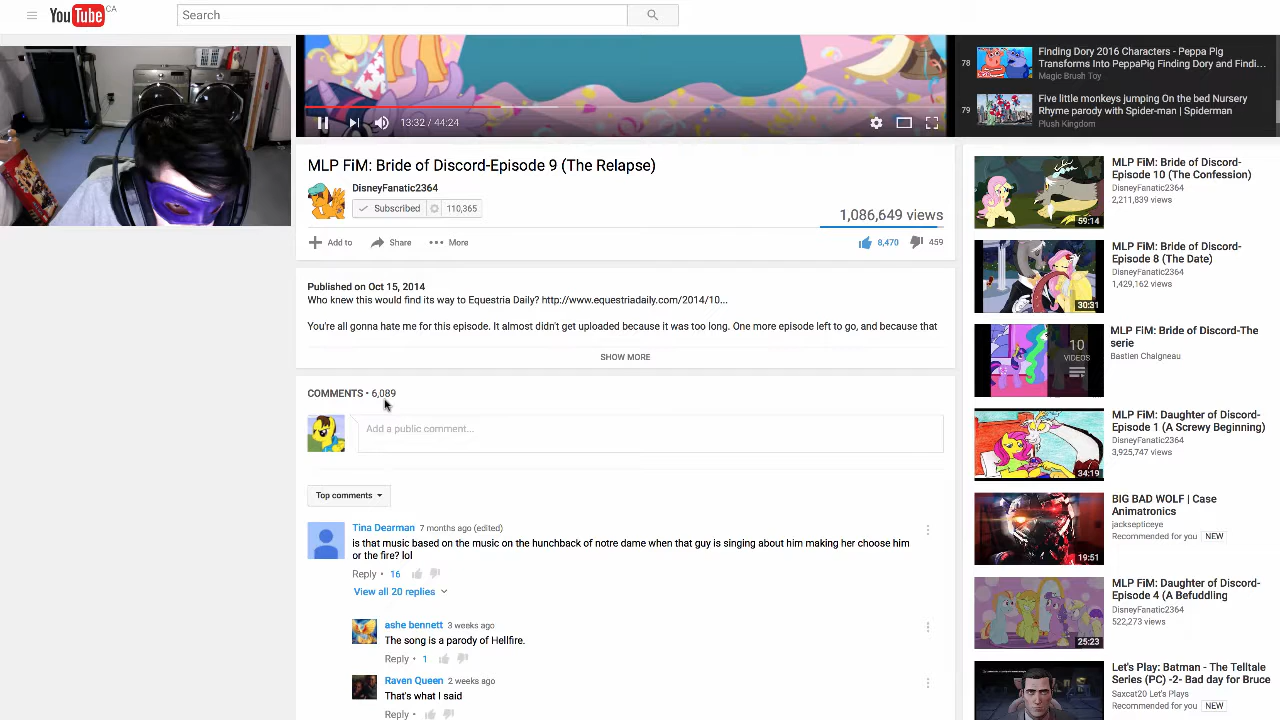 YouTube CA
Search
13:32 / 44:24
MLP FiM: Bride of Discord-Episode 9 (The Relapse)
DisneyFanatic2364
Subscribed 110,365
1,086,649 views
Add to Share More
8,470 459
Published on Oct 15, 2014
Who knew this would find its way to Equestria Daily? http://www.equestriadaily.com/2014/10...
You're all gonna hate me for this episode. It almost didn't get uploaded because it was too long. One more episode left to go, and because that
SHOW MORE
COMMENTS • 6,089
Add a public comment...
Top comments
Tina Dearman 7 months ago (edited)
is that music based on the music on the hunchback of notre dame when that guy is singing about him making her choose him
or the fire? lol
Reply • 16
View all 20 replies
ashe bennett 3 weeks ago
The song is a parody of Hellfire.
Reply • 1
Raven Queen 2 weeks ago
That's what I said
Reply •
78
Finding Dory 2016 Characters - Peppa Pig
Transforms Into PeppaPig Finding Dory and Findi...
Magic Brush Toy
79
Five little monkeys jumping On the bed Nursery
Rhyme parody with Spider-man | Spiderman
Plush Kingdom
MLP FiM: Bride of Discord-
Episode 10 (The Confession)
DisneyFanatic2364
2,211,839 views
59:14
MLP FiM: Bride of Discord-
Episode 8 (The Date)
DisneyFanatic2364
1,429,162 views
30:31
MLP FiM: Bride of Discord-The
serie
Bastien Chaigneau
10
VIDEOS
MLP FiM: Daughter of Discord-
Episode 1 (A Screwy Beginning)
DisneyFanatic2364
3,925,747 views
34:19
BIG BAD WOLF | Case
Animatronics
jacksepticeye
Recommended for you NEW
19:51
MLP FiM: Daughter of Discord-
Episode 4 (A Befuddling
DisneyFanatic2364
522,273 views
25:23
Let's Play: Batman - The Telltale
Series (PC) -2- Bad day for Bruce
Saxcat20 Let's Plays
Recommended for you NEW